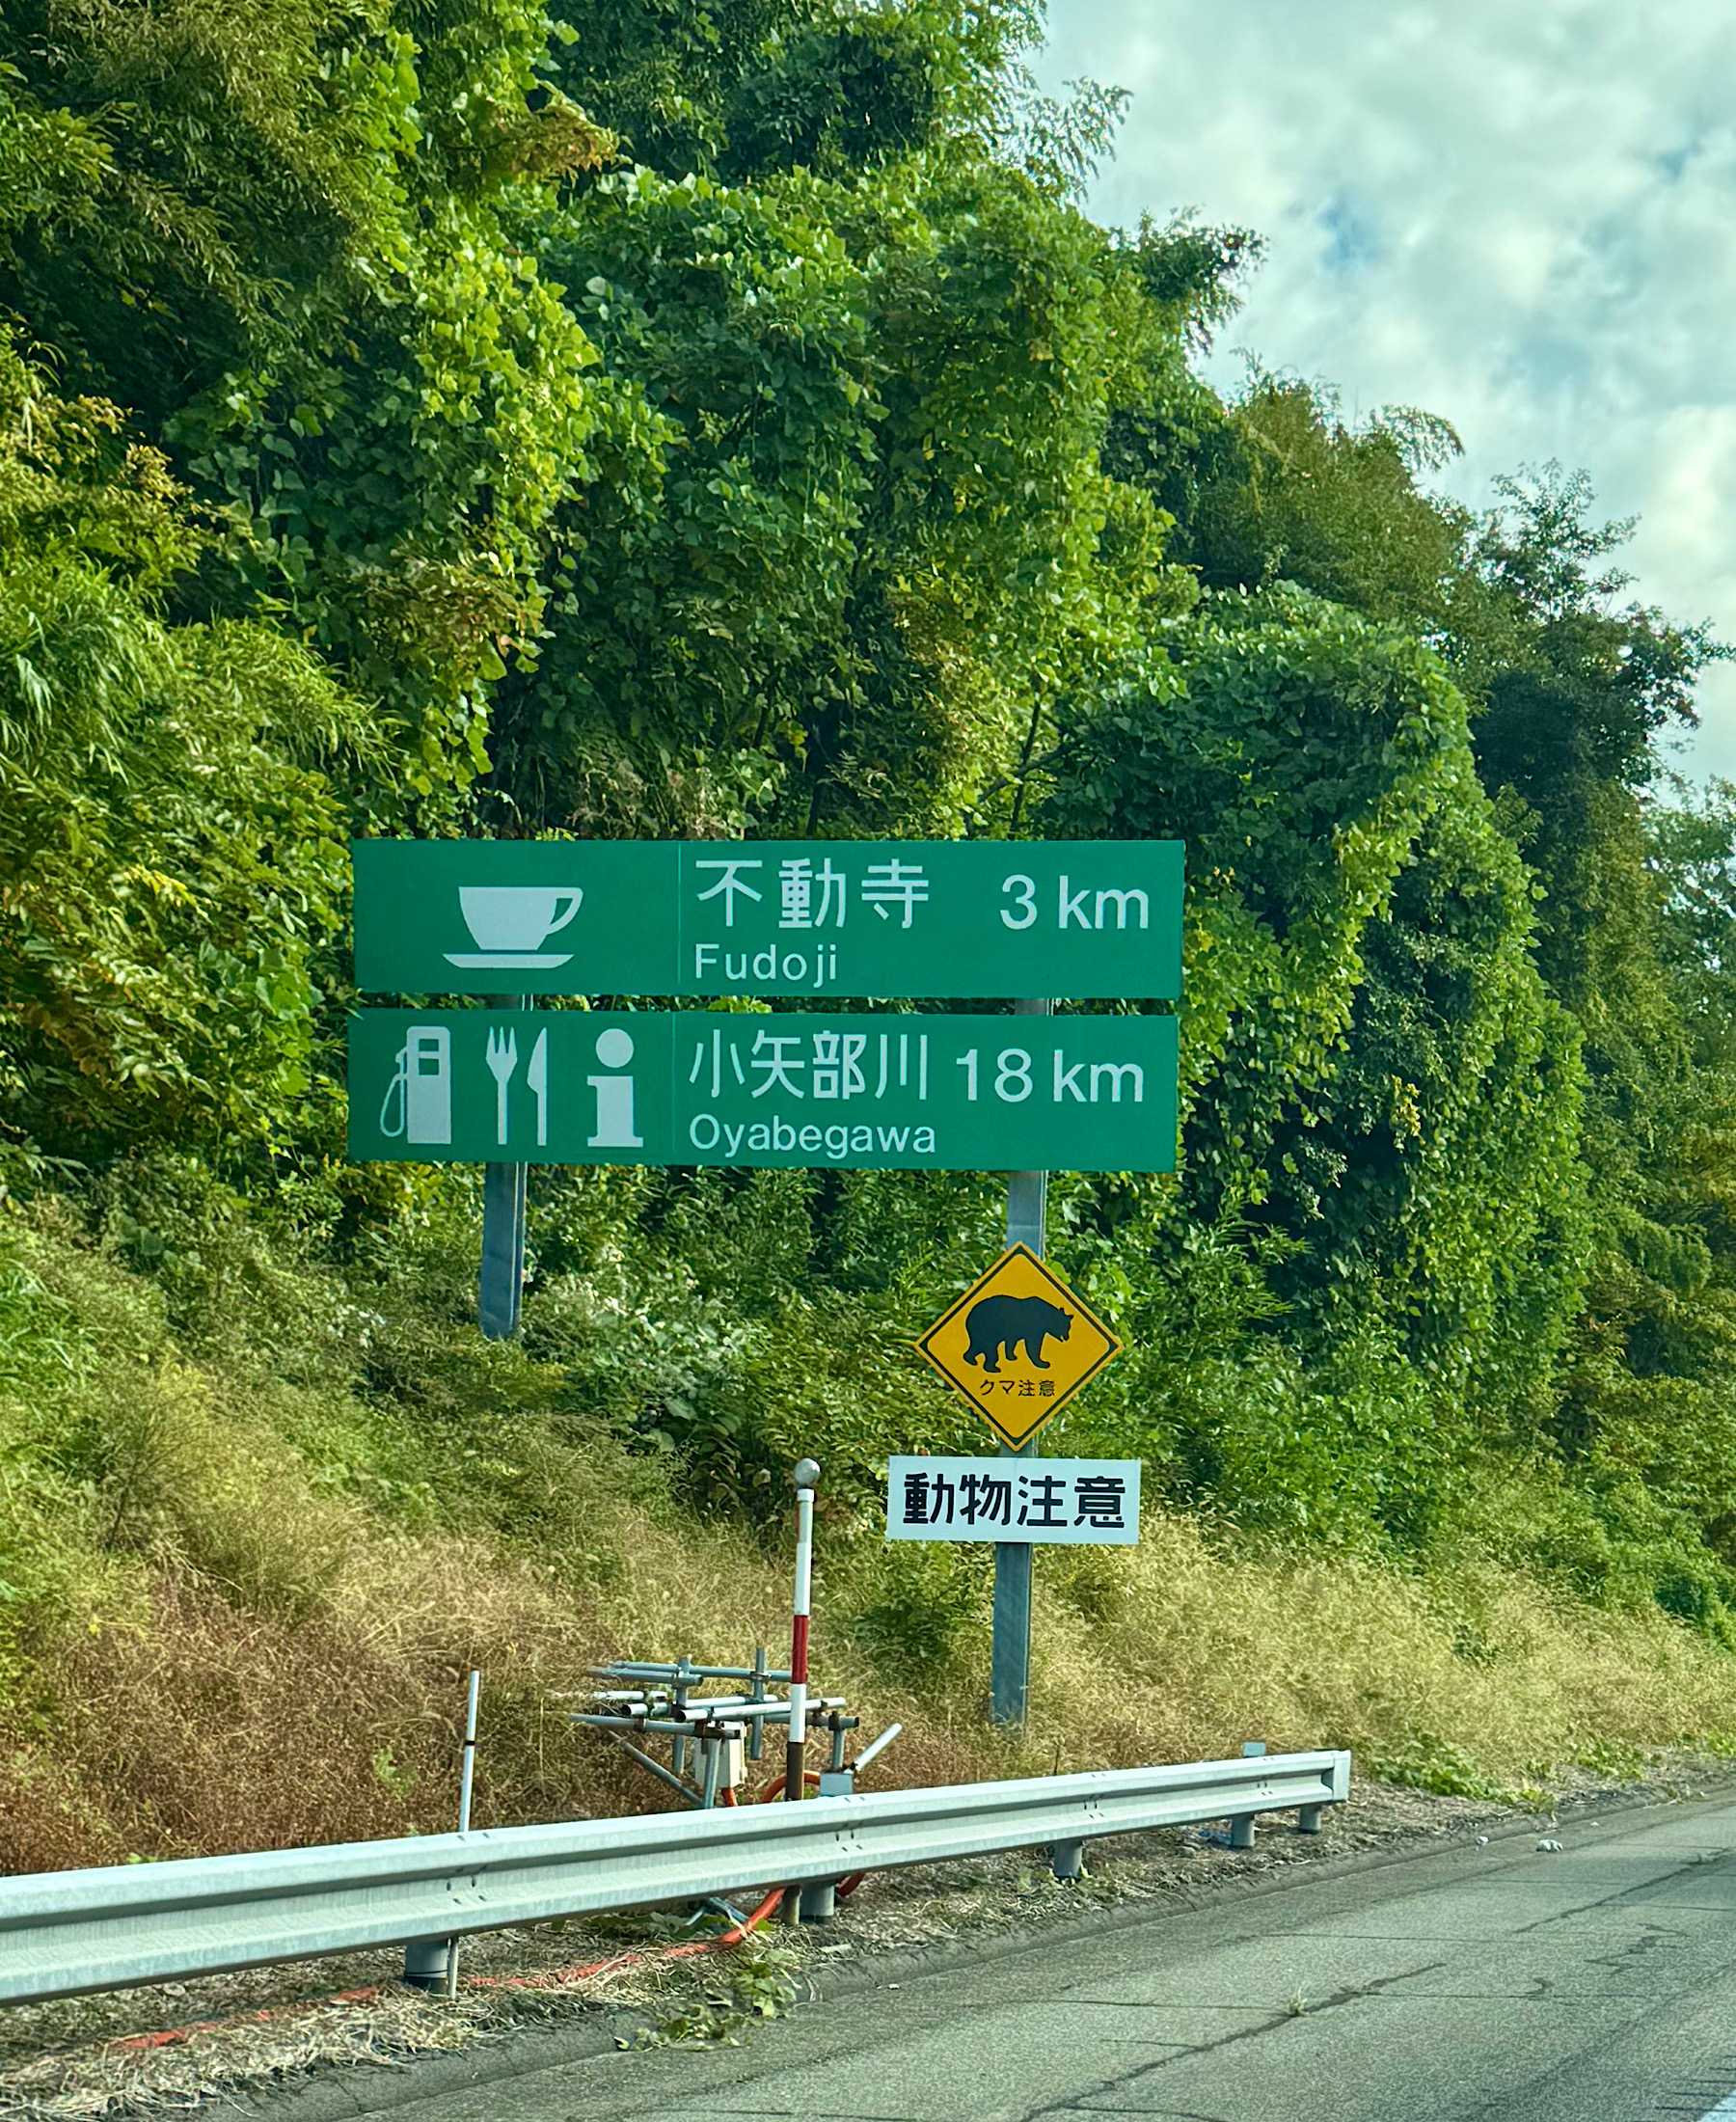 不動寺 3 km
Fudoji
小矢部川 18 km
Oyabegawa
クマ注意
動物注意